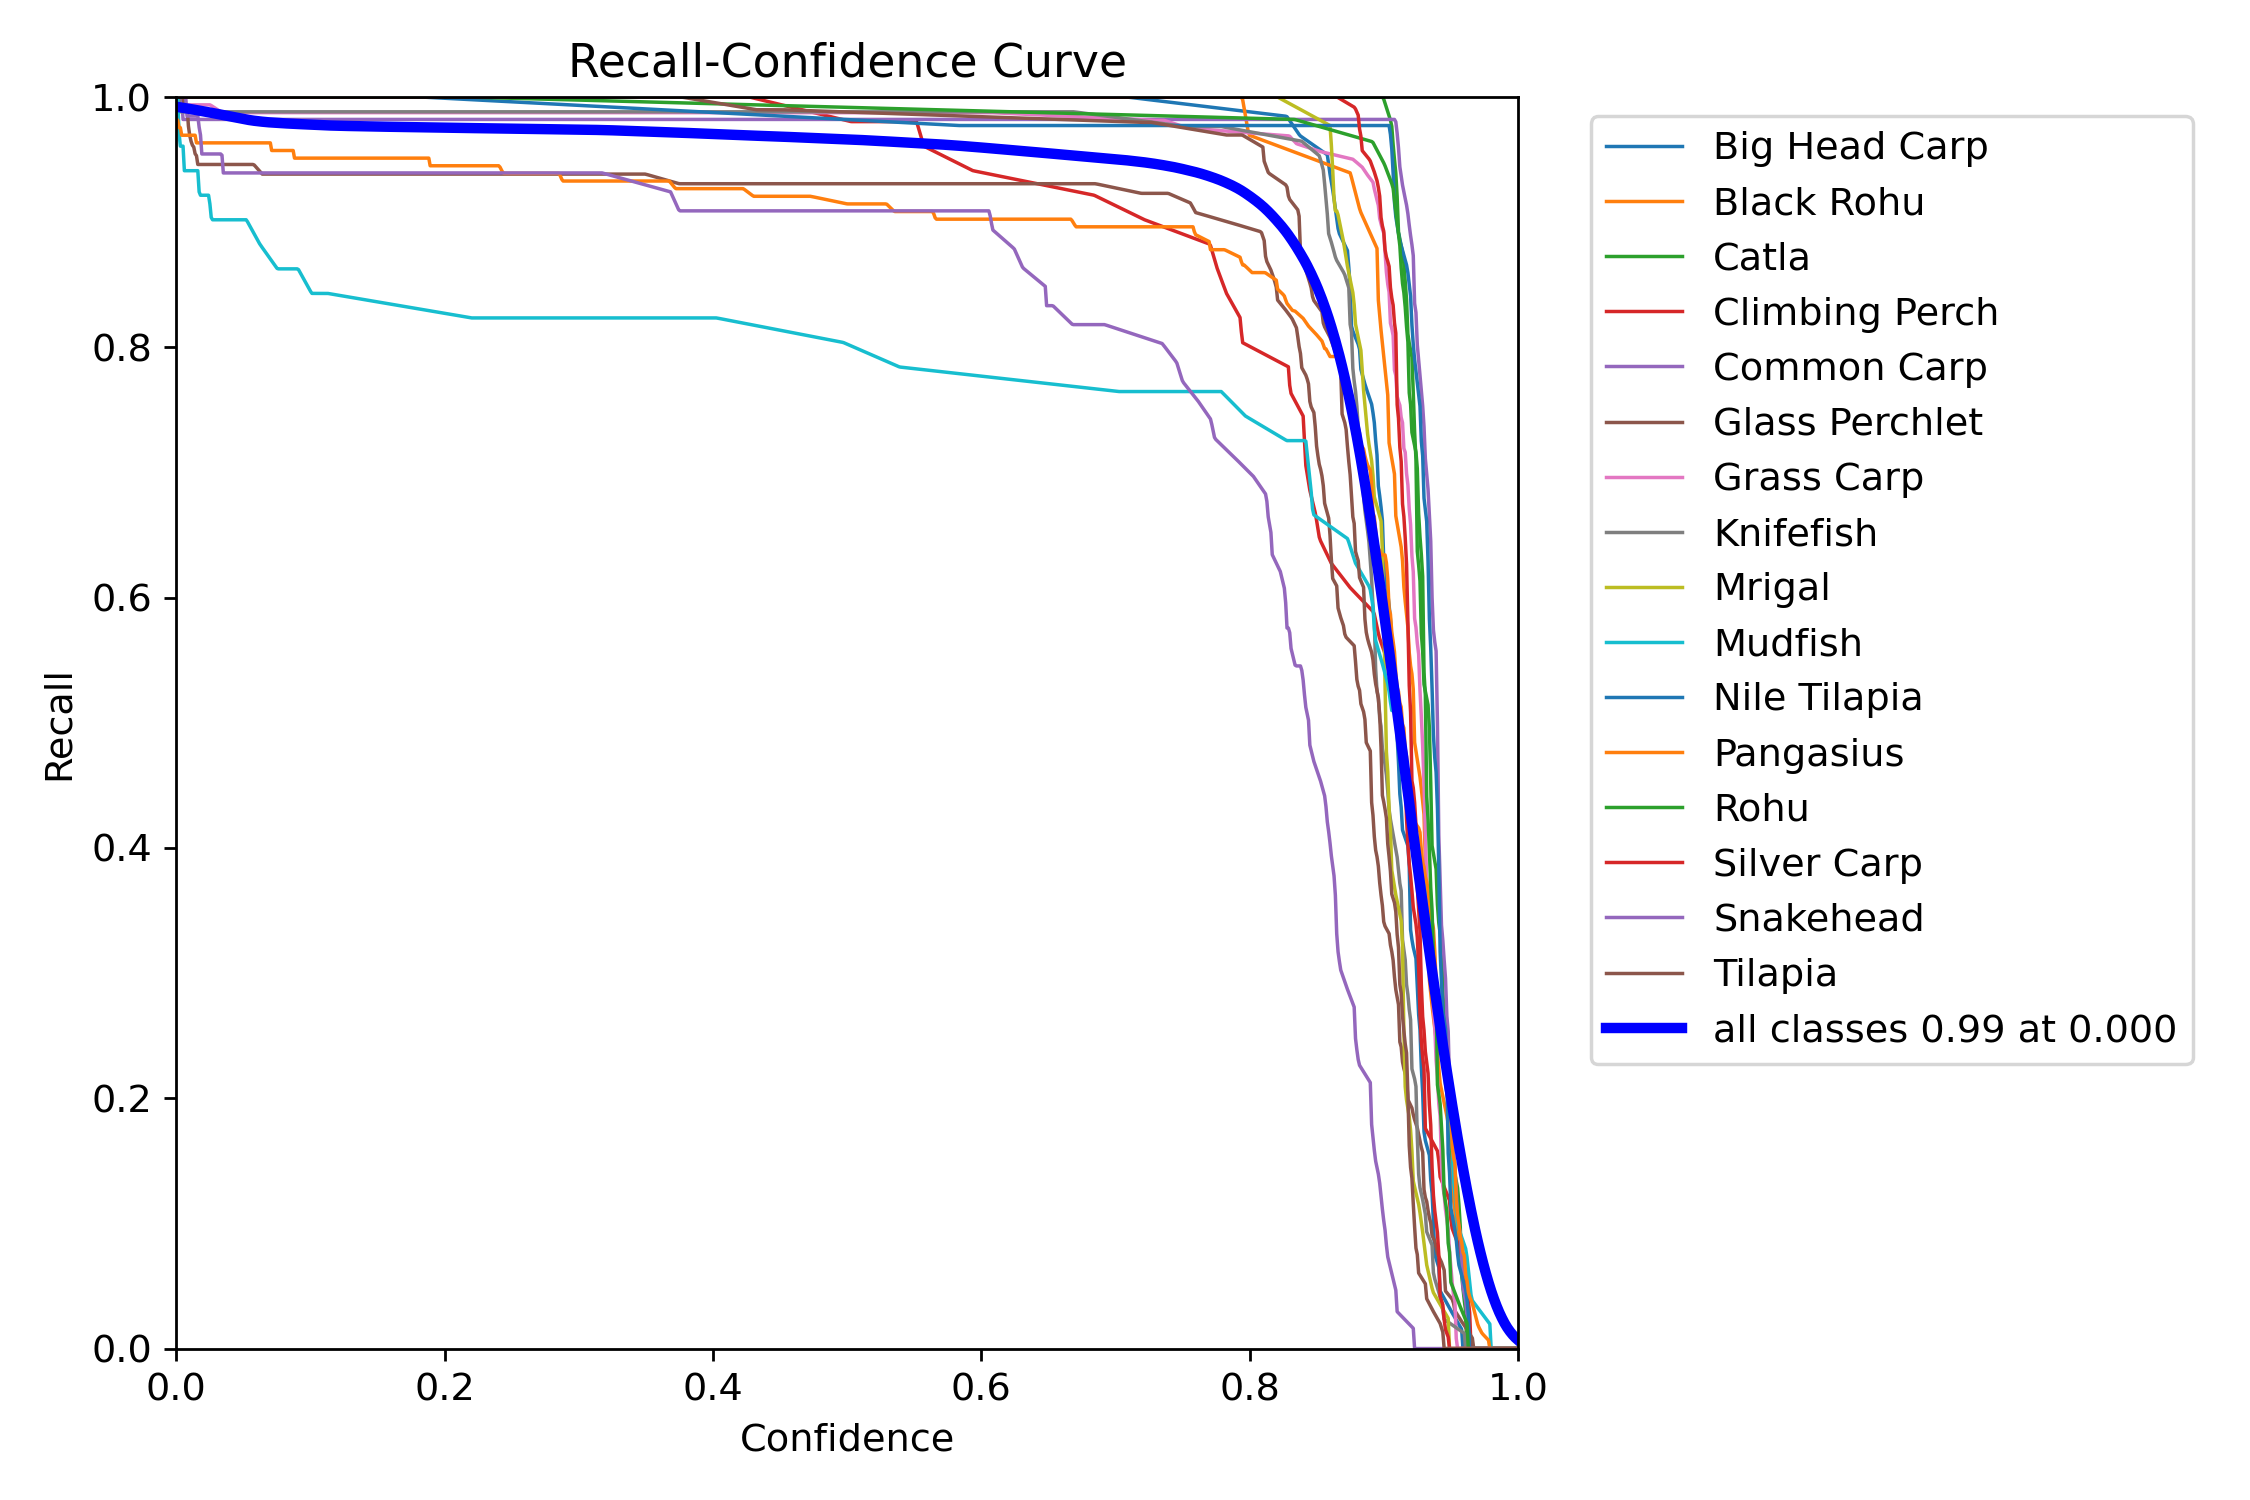 Recall-Confidence Curve
1.0
0.8
0.6
0.4
0.2
0.0
Recall
0.0 0.2 0.4 0.6 0.8 1.0
Confidence
Big Head Carp
Black Rohu
Catla
Climbing Perch
Common Carp
Glass Perchlet
Grass Carp
Knifefish
Mrigal
Mudfish
Nile Tilapia
Pangasius
Rohu
Silver Carp
Snakehead
Tilapia
all classes 0.99 at 0.000